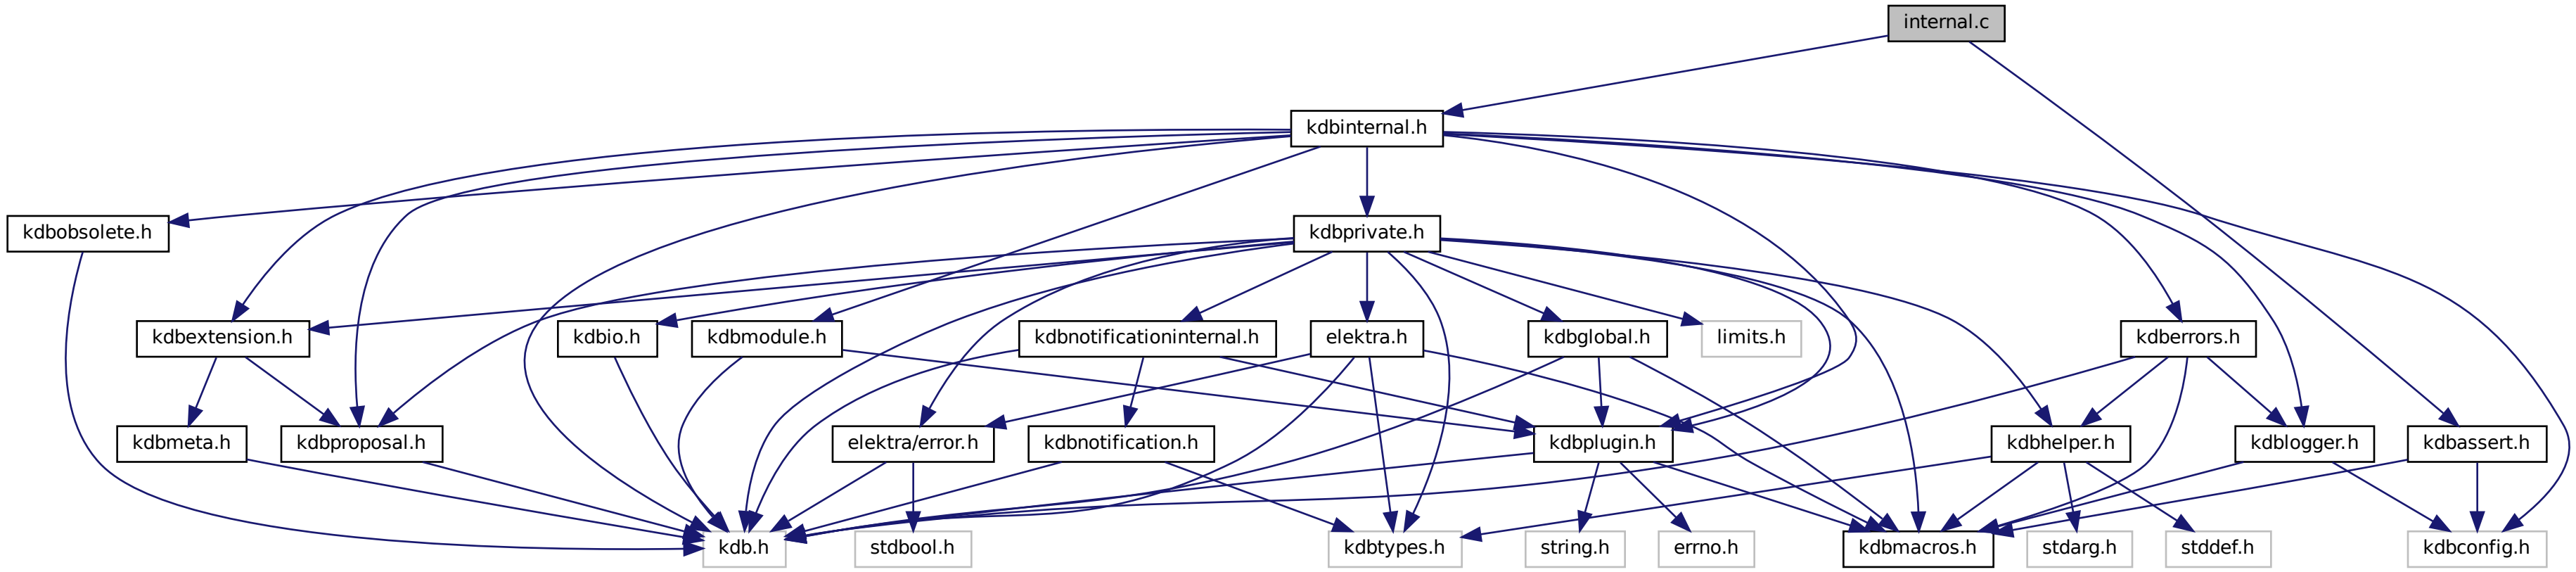 internal.c
kdbinternal.h
kdbobsolete.h
kdbprivate.h
kdbextension.h
kdbio.h
kdbmodule.h
kdbnotificationinternal.h
elektra.h
kdbglobal.h
limits.h
kdberrors.h
kdbmeta.h
kdbproposal.h
elektra/error.h
kdbnotification.h
kdbplugin.h
kdbhelper.h
kdblogger.h
kdbassert.h
kdb.h
stdbool.h
kdbtypes.h
string.h
errno.h
kdbmacros.h
stdarg.h
stddef.h
kdbconfig.h